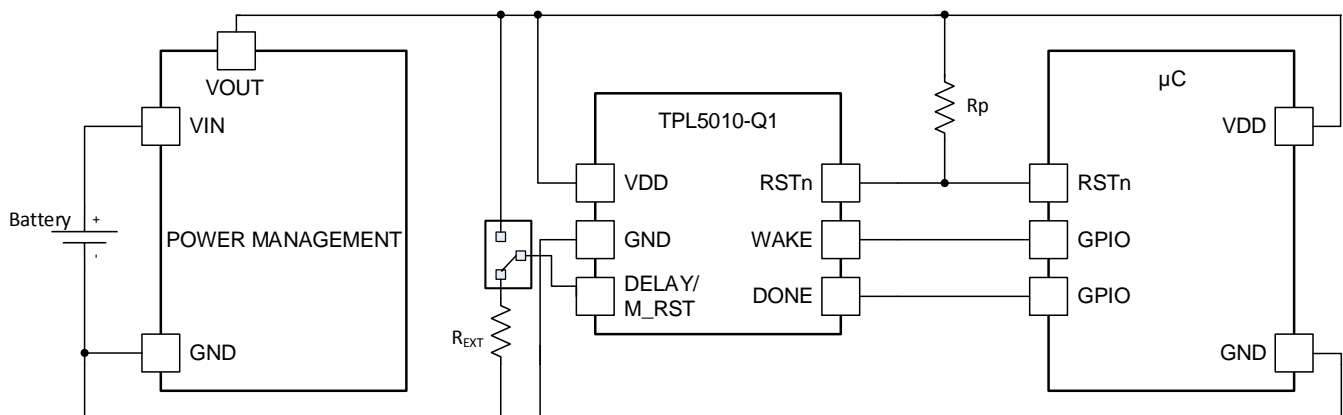 VOUT
VIN
Battery
+
-
POWER MANAGEMENT
GND
R_EXT
TPL5010-Q1
VDD
GND
DELAY/
M_RST
RSTn
WAKE
DONE
Rp
µC
VDD
RSTn
GPIO
GPIO
GND